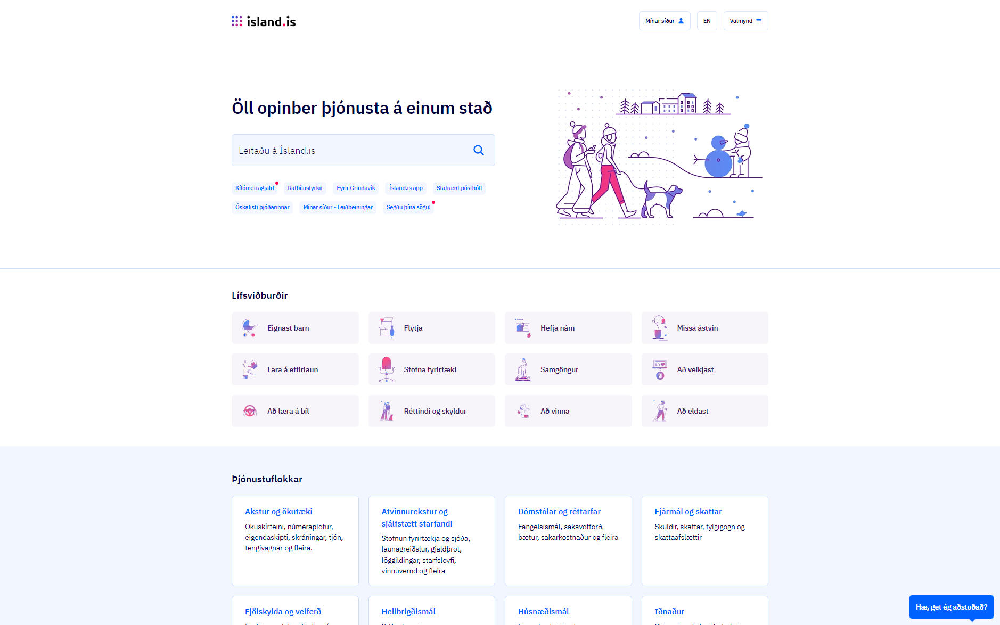 island.is
Mínar síður
EN
Valmynd
Öll opinber þjónusta á einum stað
Leitaðu á Ísland.is
Kílómetragjald
Rafbílastyrkir
Fyrir Grindavík
Ísland.is app
Stafrænt pósthólf
Óskalisti þjóðarinnar
Mínar síður - Leiðbeiningar
Segðu þína sögu!
Lífsviðburðir
Eignast barn
Flytja
Hefja nám
Missa ástvin
Fara á eftirlaun
Stofna fyrirtæki
Samgöngur
Að veikjast
Að læra á bíl
Réttindi og skyldur
Að vinna
Að eldast
Þjónustuflokkar
Akstur og ökutæki
Ökuskírteini, númeraplötur,
eigendaskipti, skráningar, tjón,
tengivagnar og fleira.
Atvinnurekstur og
sjálfstætt starfandi
Stofnun fyrirtækja og sjóða,
launagreiðslur, gjaldþrot,
löggildingar, starfsleyfi,
vinnuvernd og fleira
Dómstólar og réttarfar
Fangelsismál, sakavottorð,
bætur, sakarkostnaður og fleira
Fjármál og skattar
Skuldir, skattar, fylgigögn og
skattaafslættir
Fjölskylda og velferð
Heilbrigðismál
Húsnæðismál
Iðnaður
Hæ, get ég aðstoðað?